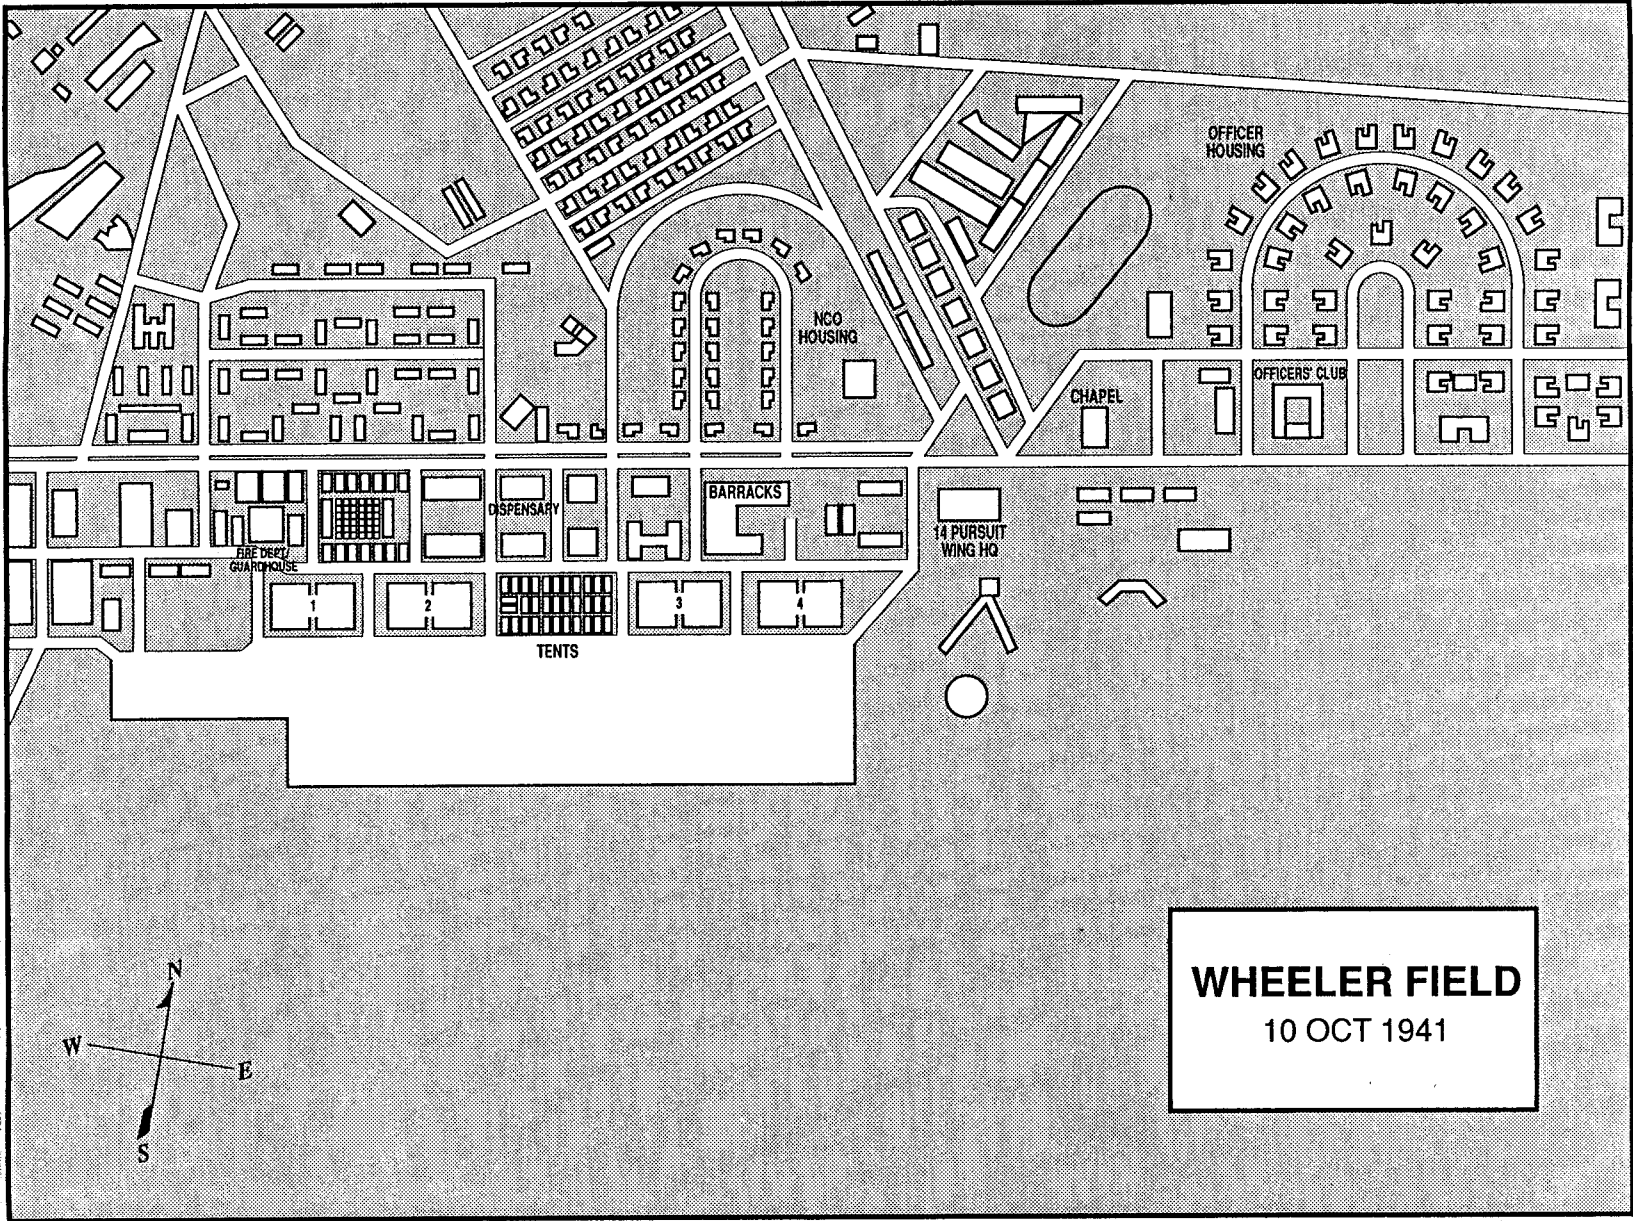 OFFICER
HOUSING
NCO
HOUSING
CHAPEL
OFFICERS' CLUB
BARRACKS
DISPENSARY
14 PURSUIT
WING HQ
FIRE DEPT/
GUARDHOUSE
1
2
3
4
TENTS
WHEELER FIELD
10 OCT 1941
N
W
E
S